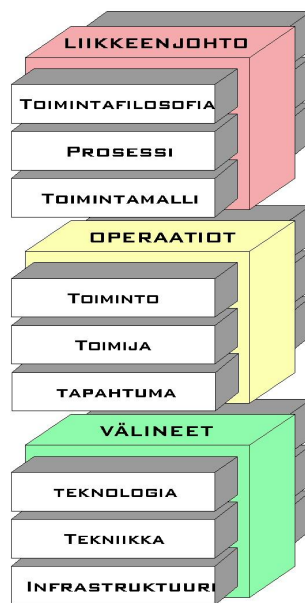 LIIKKEENJOHTO
TOIMINTAFILOSOFIA
PROSESSI
TOIMINTAMALLI
OPERAATIOT
TOIMINTO
TOIMIJA
TAPAHTUMA
VÄLINEET
TEKNOLOGIA
TEKNIIKKA
INFRASTRUKTUURI